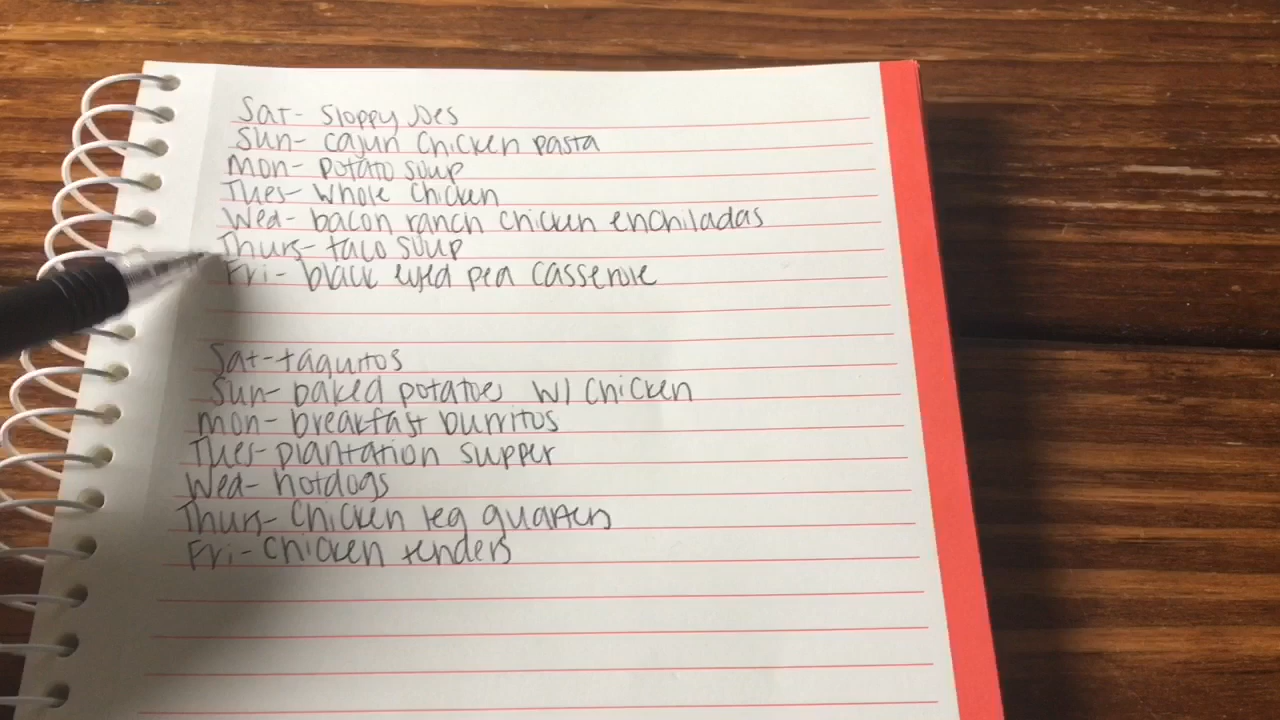 Sat- Sloppy Joes
Sun- cajun chicken pasta
Mon- potato soup
Tues- whole chicken
Wed- bacon ranch chicken enchiladas
Thurs- taco soup
Fri- black eyed pea casserole
Sat- taquitos
Sun- baked potatoes w/ chicken
Mon- breakfast burritos
Tues- plantation supper
Wed- hotdogs
Thurs- chicken leg quarters
Fri- chicken tenders